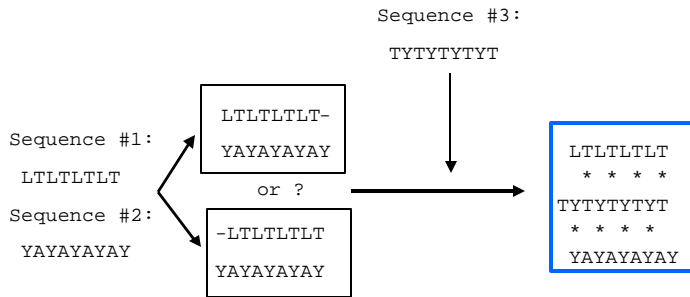 Sequence #3:
TYTYTYTYT
LTLTLTLT-
YAYAYAYAY
Sequence #1:
LTLTLTLT
or ?
Sequence #2:
YAYAYAYAY
-LTLTLTLT
YAYAYAYAY
LTLTLTLT
* * * *
TYTYTYTYT
* * * *
YAYAYAYAY